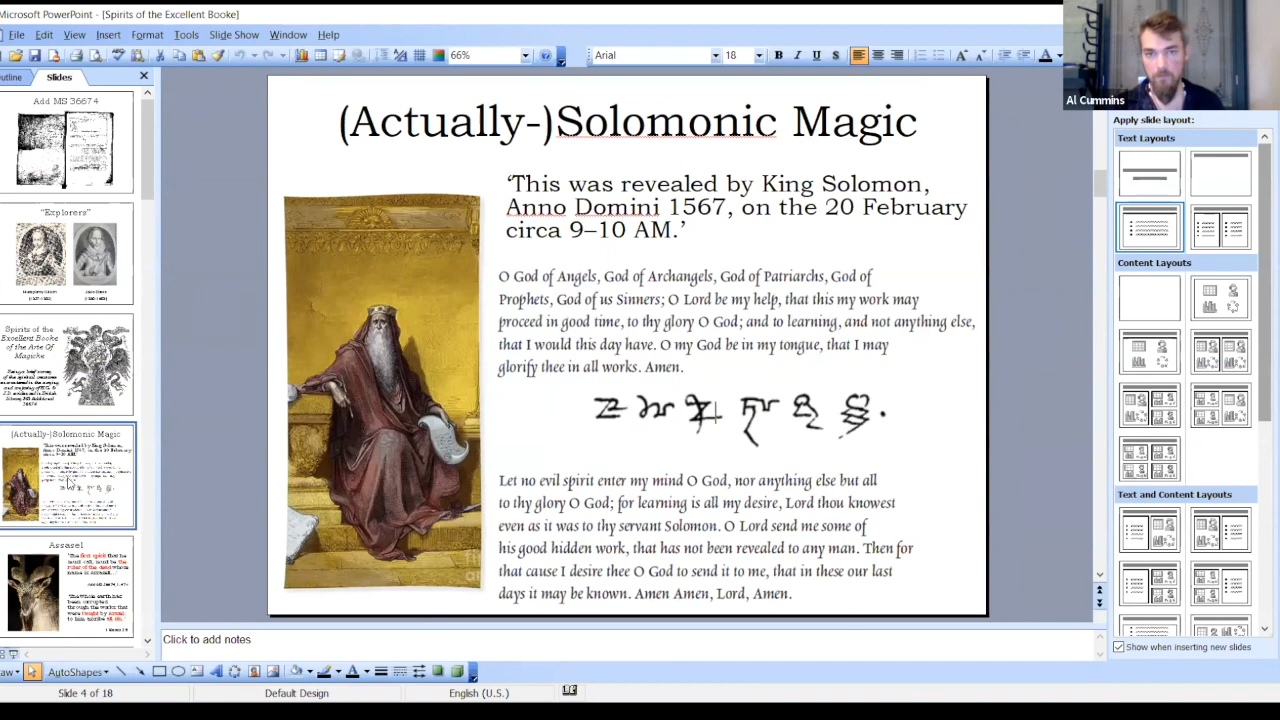 Microsoft PowerPoint - [Spirits of the Excellent Booke]
File Edit View Insert Format Tools Slide Show Window Help
66%
Arial
18
B I U S
Outline
Slides
Add MS 36674
"Explorers"
Spirits of the
Excellent Booke
of the Arte Of
Magicke
(Actually-)Solomonic Magic
Assasel
(Actually-)Solomonic Magic
‘This was revealed by King Solomon,
Anno Domini 1567, on the 20 February
circa 9–10 AM.’
O God of Angels, God of Archangels, God of Patriarchs, God of
Prophets, God of us Sinners; O Lord be my help, that this my work may
proceed in good time, to thy glory O God; and to learning, and not anything else,
that I would this day have. O my God be in my tongue, that I may
glorify thee in all works. Amen.
Let no evil spirit enter my mind O God, nor anything else but all
to thy glory O God; for learning is all my desire, Lord thou knowest
even as it was to thy servant Solomon. O Lord send me some of
his good hidden work, that has not been revealed to any man. Then for
that cause I desire thee O God to send it to me, that in these our last
days it may be known. Amen Amen, Lord, Amen.
Al Cummins
Apply slide layout:
Text Layouts
Content Layouts
Text and Content Layouts
Show when inserting new slides
Click to add notes
AutoShapes
Slide 4 of 18
Default Design
English (U.S.)